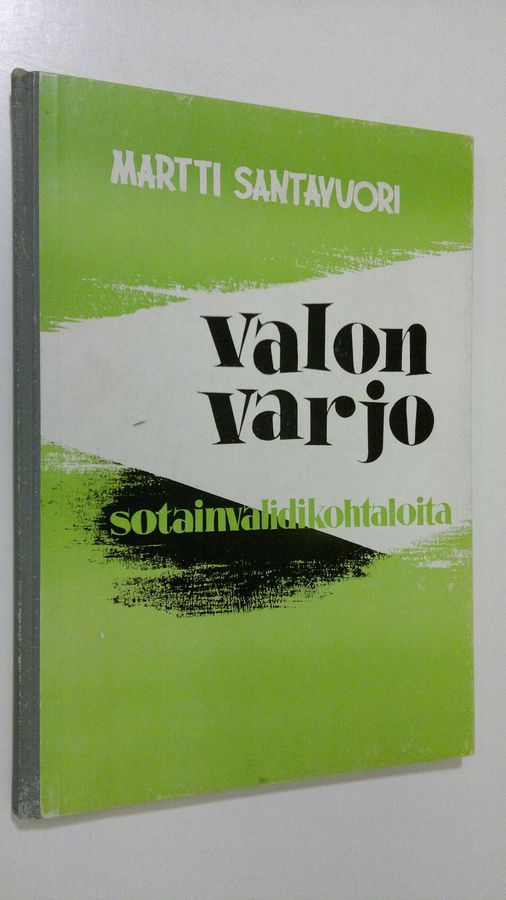 MARTTI SANTAVUORI
valon
varjo
sotainvalidikohtaloita